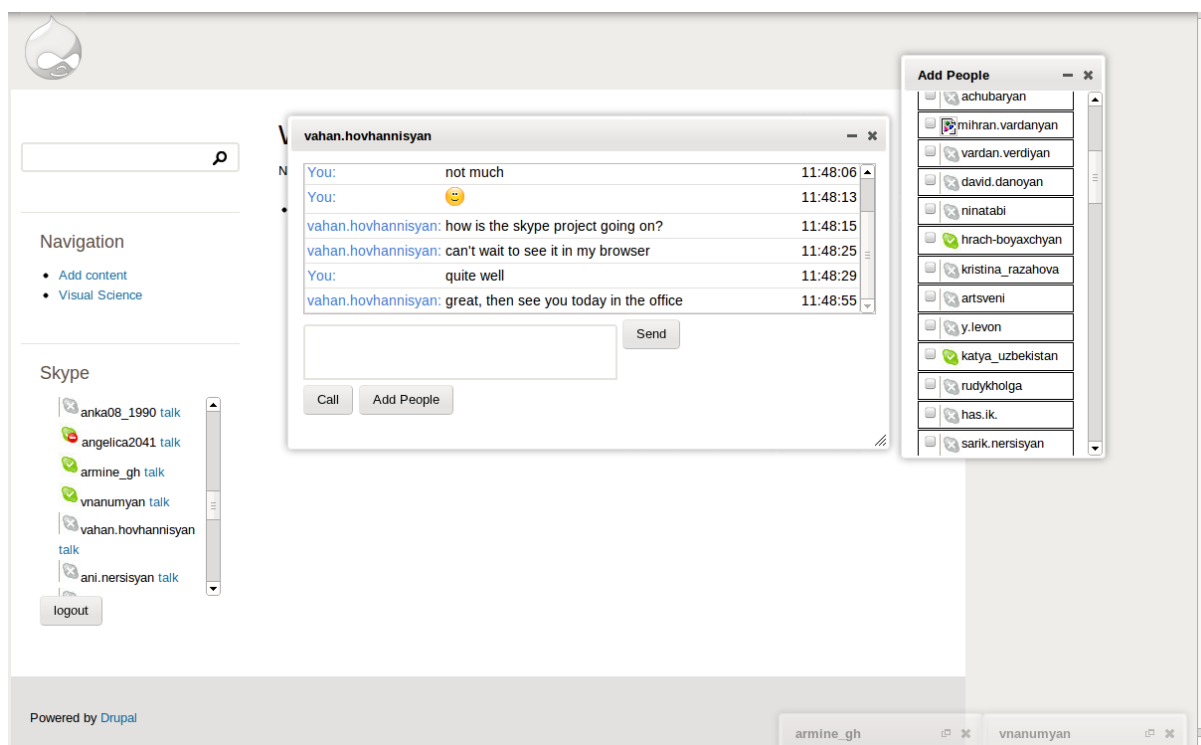 Add People
achubaryan
mihran.vardanyan
vardan.verdiyan
david.danoyan
ninatabi
hrach-boyaxchyan
kristina_razahova
artsveni
y.levon
katya_uzbekistan
rudykholga
has.ik.
sarik.nersisyan
vahan.hovhannisyan
You: not much 11:48:06
You: 11:48:13
vahan.hovhannisyan: how is the skype project going on? 11:48:15
vahan.hovhannisyan: can't wait to see it in my browser 11:48:25
You: quite well 11:48:29
vahan.hovhannisyan: great, then see you today in the office 11:48:55
Send
Call Add People
Navigation
Add content
Visual Science
Skype
anka08_1990 talk
angelica2041 talk
armine_gh talk
vnanumyan talk
vahan.hovhannisyan
talk
ani.nersisyan talk
logout
Powered by Drupal
armine_gh vnanumyan